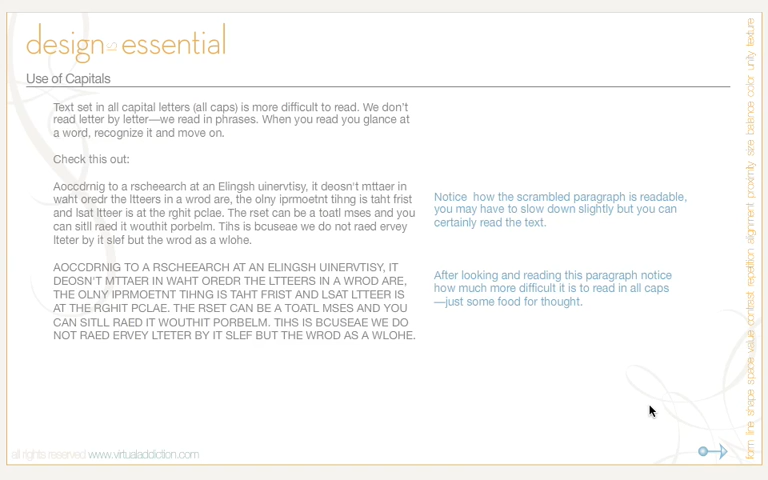 design is essential
Use of Capitals
Text set in all capital letters (all caps) is more difficult to read. We don't
read letter by letter—we read in phrases. When you read you glance at
a word, recognize it and move on.
Check this out:
Aoccdrnig to a rscheearch at an Elingsh uinervtisy, it deosn't mttaer in
waht oredr the ltteers in a wrod are, the olny iprmoetnt tihng is taht frist
and lsat ltteer is at the rghit pclae. The rset can be a toatl mses and you
can sitll raed it wouthit porbelm. Tihs is bcuseae we do not raed ervey
lteter by it slef but the wrod as a wlohe.
AOCCDRNIG TO A RSCHEEARCH AT AN ELINGSH UINERVTISY, IT
DEOSN'T MTTAER IN WAHT OREDR THE LTTEERS IN A WROD ARE,
THE OLNY IPRMOETNT TIHNG IS TAHT FRIST AND LSAT LTTEER IS
AT THE RGHIT PCLAE. THE RSET CAN BE A TOATL MSES AND YOU
CAN SITLL RAED IT WOUTHIT PORBELM. TIHS IS BCUSEAE WE DO
NOT RAED ERVEY LTETER BY IT SLEF BUT THE WROD AS A WLOHE.
Notice how the scrambled paragraph is readable,
you may have to slow down slightly but you can
certainly read the text.
After looking and reading this paragraph notice
how much more difficult it is to read in all caps
—just some food for thought.
form line shape space value contrast repetition alignment proximity size balance color unity texture
all rights reserved www.virtualaddiction.com